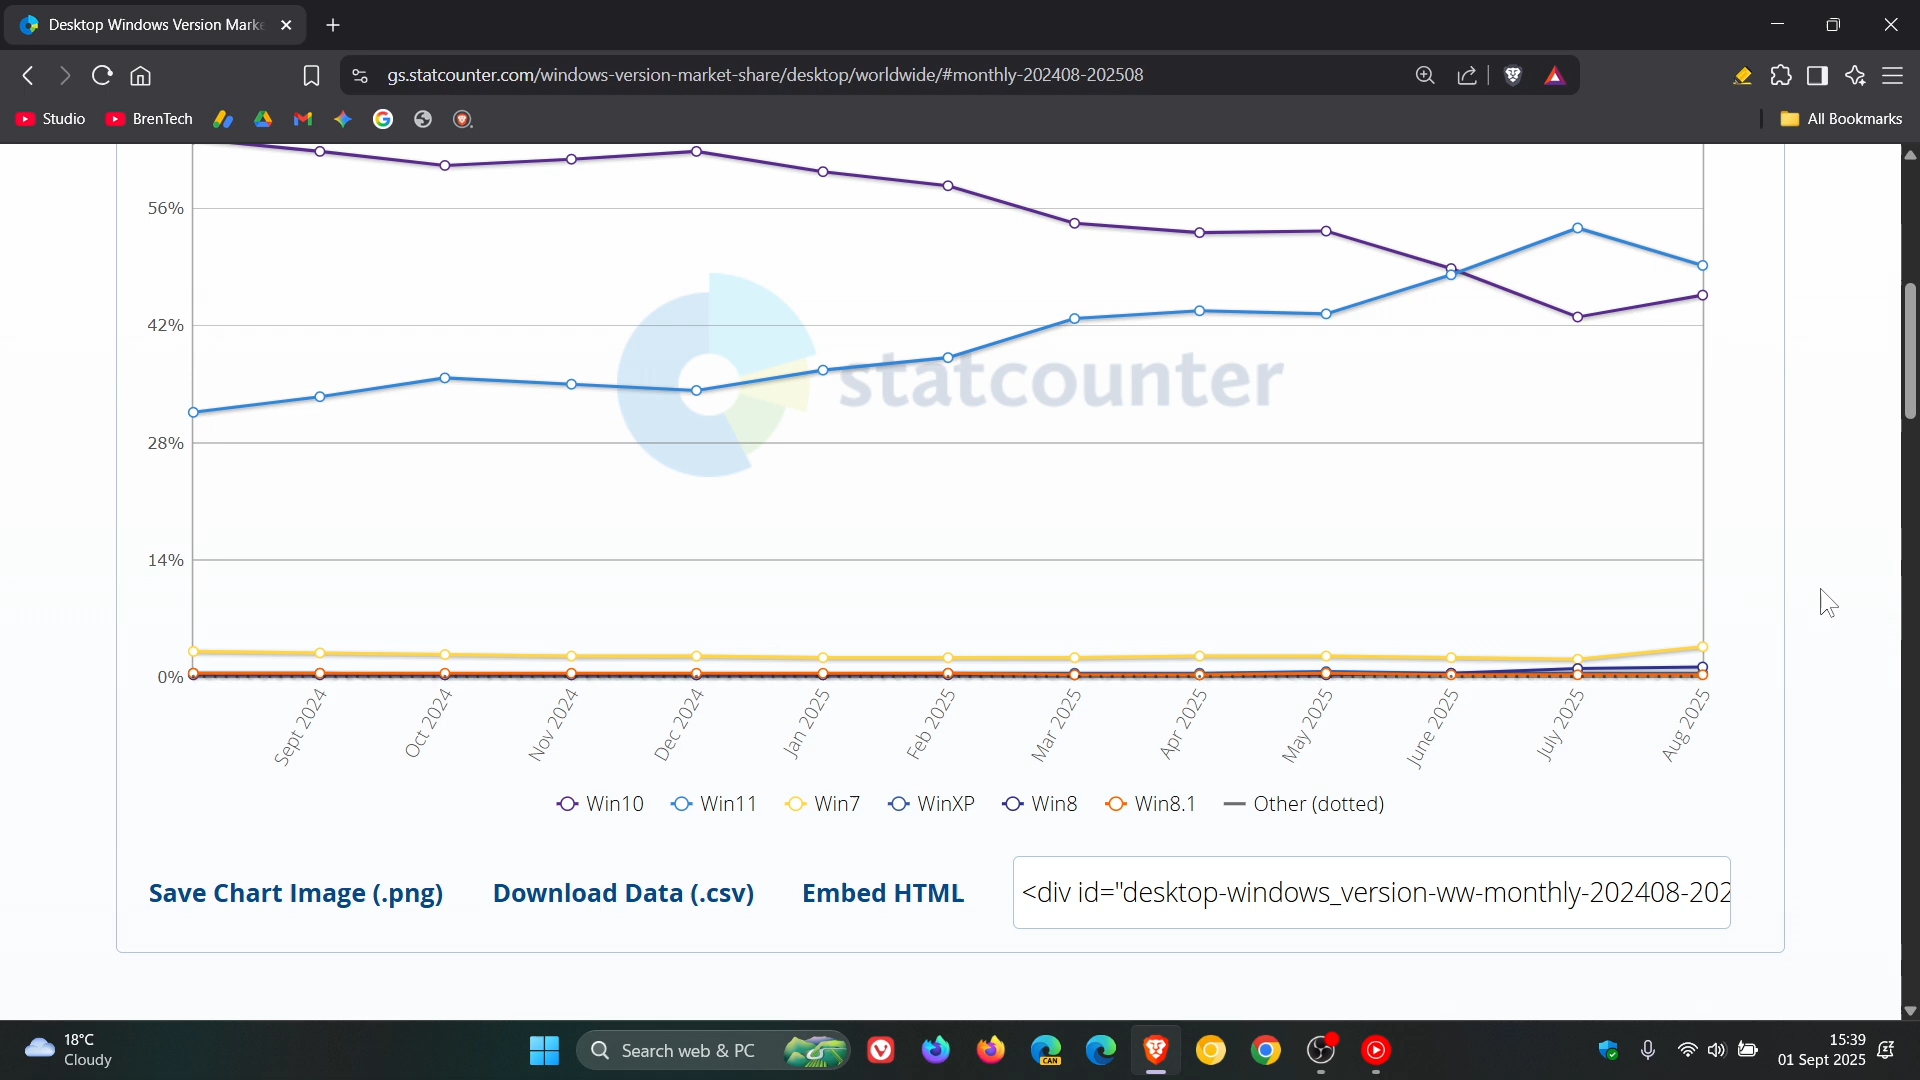 Desktop Windows Version Marke
gs.statcounter.com/windows-version-market-share/desktop/worldwide/#monthly-202408-202508
Studio
BrenTech
All Bookmarks
56%
42%
28%
14%
0%
statcounter
Sept 2024
Oct 2024
Nov 2024
Dec 2024
Jan 2025
Feb 2025
Mar 2025
Apr 2025
May 2025
June 2025
July 2025
Aug 2025
Win10 Win11 Win7 WinXP Win8 Win8.1 Other (dotted)
Save Chart Image (.png) Download Data (.csv) Embed HTML <div id="desktop-windows_version-ww-monthly-202408-202
18°C
Cloudy
Search web & PC
CAN
15:39
01 Sept 2025